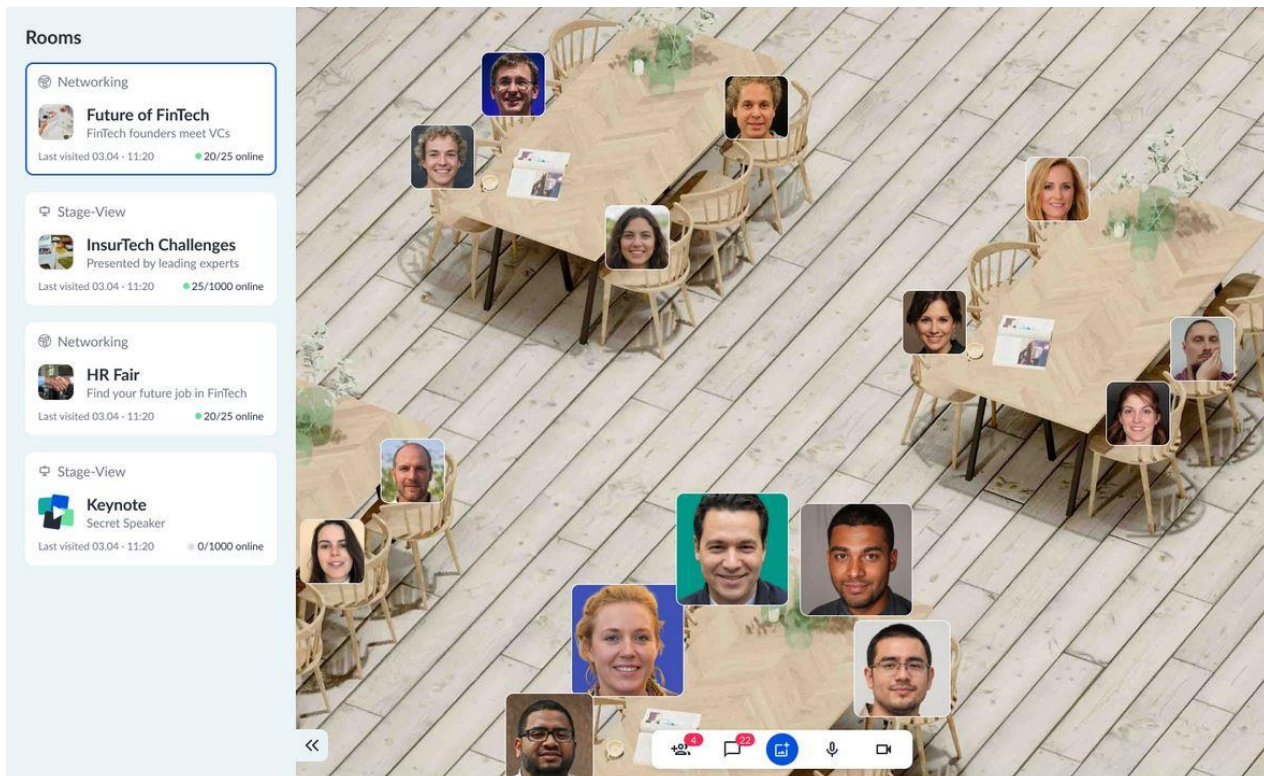 Rooms
Networking
Future of FinTech
FinTech founders meet VCs
Last visited 03.04 · 11:20
20/25 online
Stage-View
InsurTech Challenges
Presented by leading experts
Last visited 03.04 · 11:20
25/1000 online
Networking
HR Fair
Find your future job in FinTech
Last visited 03.04 · 11:20
20/25 online
Stage-View
Keynote
Secret Speaker
Last visited 03.04 · 11:20
0/1000 online
4
22